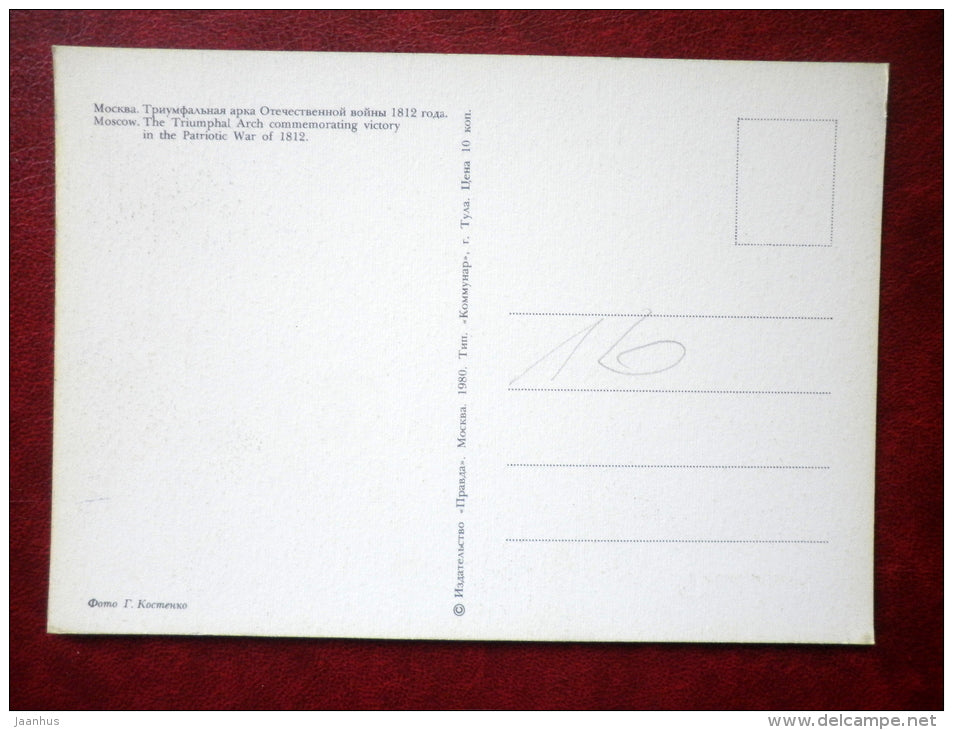 Москва. Триумфальная арка Отечественной войны 1812 года.
Moscow. The Triumphal Arch commemorating victory
in the Patriotic War of 1812.
© Издательство «Правда». Москва. 1980. Тип. «Коммунар», г. Тула. Цена 10 коп.
16
Фото Г. Костенко
jaanhus
www.delcampe.net